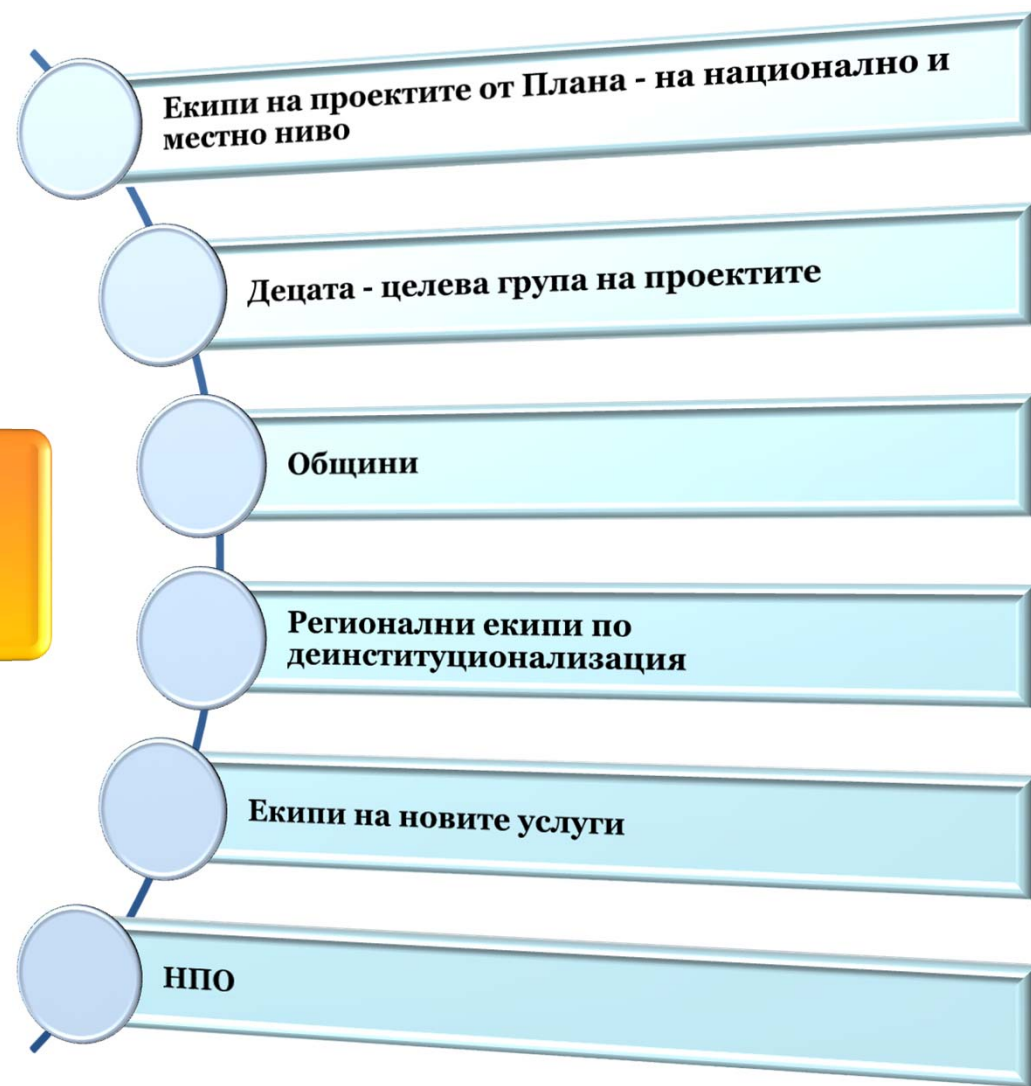 Екипи на проектите от Плана - на национално и
местно ниво
Децата - целева група на проектите
Общини
Регионални екипи по
деинституционализация
Екипи на новите услуги
НПО